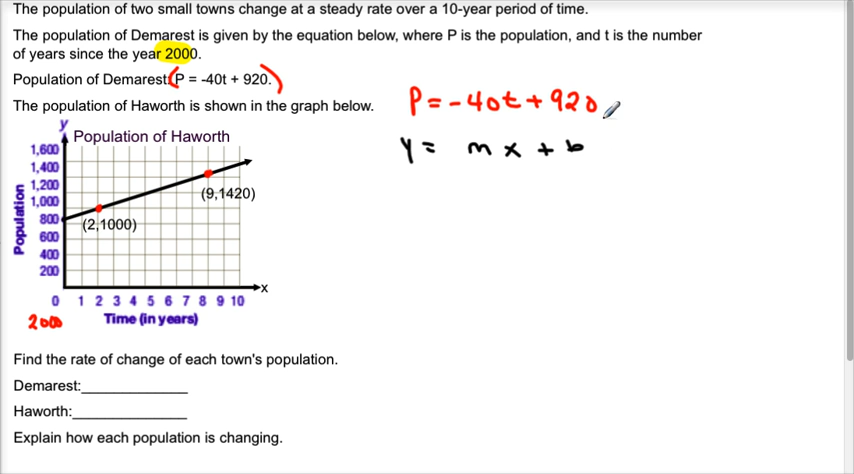 The population of two small towns change at a steady rate over a 10-year period of time.
The population of Demarest is given by the equation below, where P is the population, and t is the number
of years since the year 2000.
Population of Demarest: (P = -40t + 920.)
The population of Haworth is shown in the graph below.
P = -40t + 920
y = mx + b
y
Population of Haworth
1,600
1,400
1,200
1,000
800
600
400
200
Population
(9,1420)
(2,1000)
x
0 1 2 3 4 5 6 7 8 9 10
2000
Time (in years)
Find the rate of change of each town's population.
Demarest:_______________
Haworth:________________
Explain how each population is changing.